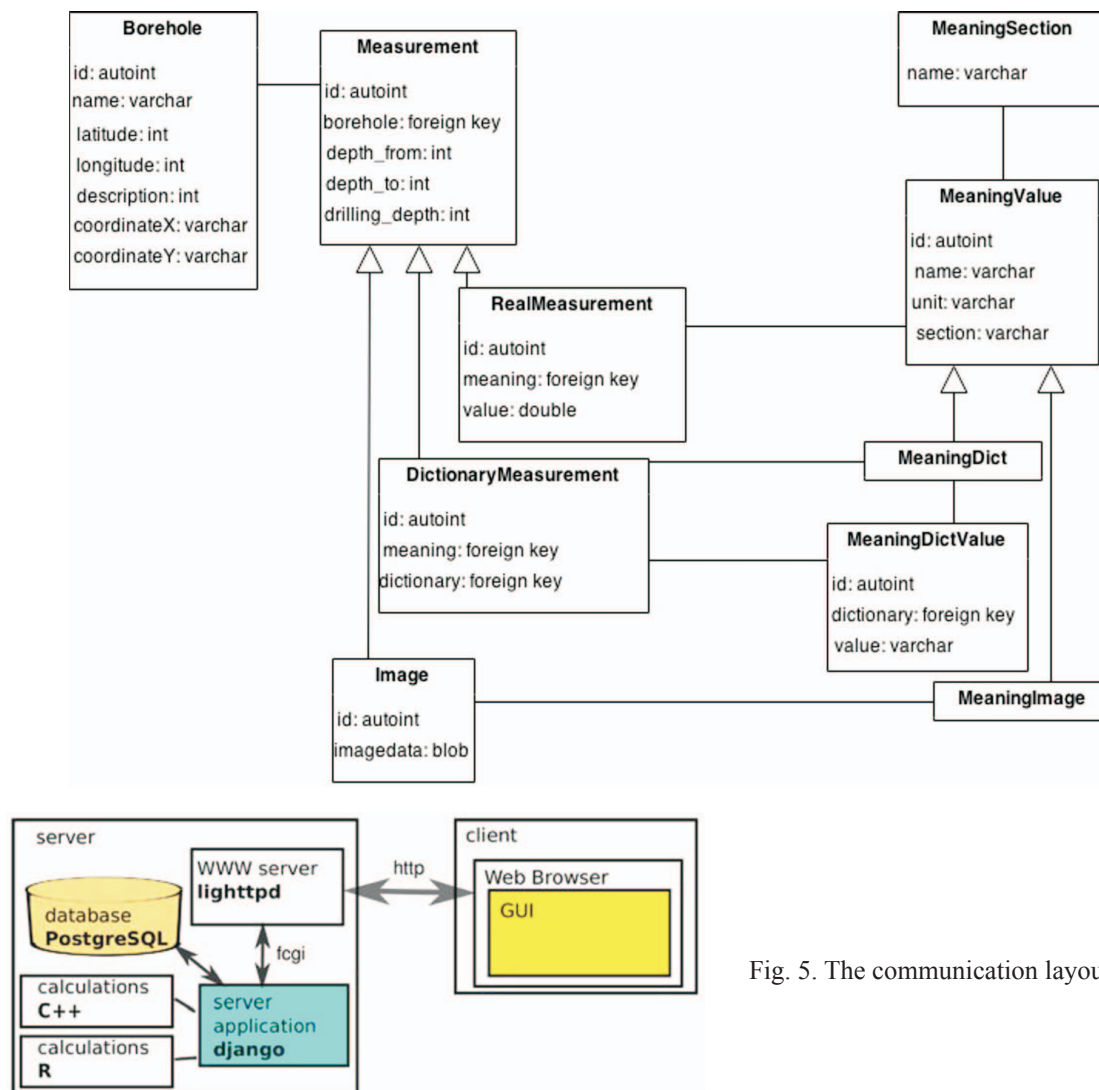 Borehole
id: autoint
name: varchar
latitude: int
longitude: int
description: int
coordinateX: varchar
coordinateY: varchar
Measurement
id: autoint
borehole: foreign key
depth_from: int
depth_to: int
drilling_depth: int
MeaningSection
name: varchar
MeaningValue
id: autoint
name: varchar
unit: varchar
section: varchar
RealMeasurement
id: autoint
meaning: foreign key
value: double
MeaningDict
DictionaryMeasurement
id: autoint
meaning: foreign key
dictionary: foreign key
MeaningDictValue
id: autoint
dictionary: foreign key
value: varchar
Image
id: autoint
imagedata: blob
MeaningImage
server
WWW server
lighttpd
database
PostgreSQL
fcgi
calculations
C++
calculations
R
server
application
django
http
client
Web Browser
GUI
Fig. 5. The communication layou